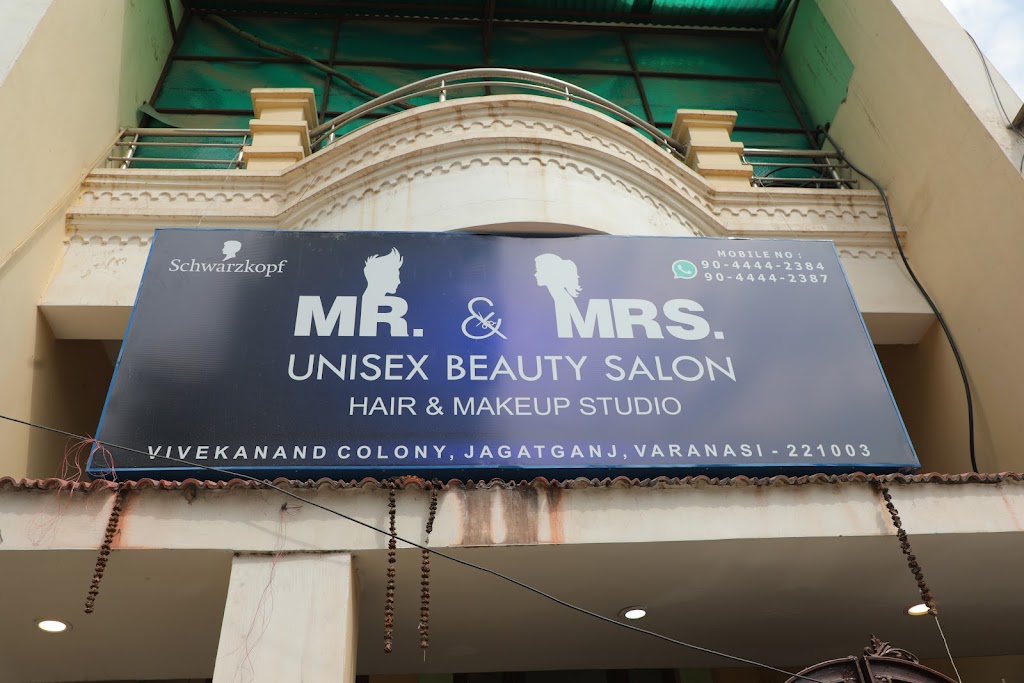 Schwarzkopf
MOBILE NO :
90-4444-2384
90-4444-2387
MR. & MRS.
UNISEX BEAUTY SALON
HAIR & MAKEUP STUDIO
VIVEKANAND COLONY, JAGATGANJ, VARANASI - 221003